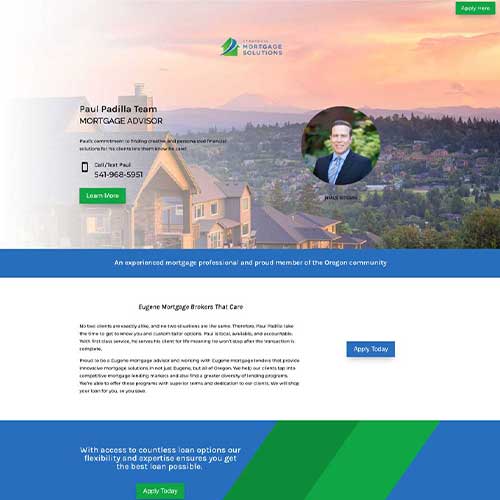 Apply Here
MORTGAGE
SOLUTIONS
Paul Padilla Team
MORTGAGE ADVISOR
Paul's commitment to finding creative and personalized financial
solutions for his clients lets them know he cares!
Call/Text Paul
541-968-5951
Learn More
An experienced mortgage professional and proud member of the Oregon community
Eugene Mortgage Brokers That Care
No two clients are exactly alike, and no two situations are the same. Therefore, Paul Padilla takes
the time to get to know you and custom tailor options. Paul is local, available, and accountable.
With first class service, he serves his client for life meaning he won't stop after the transaction is
complete.
Apply Today
Proud to be a Eugene mortgage advisor and working with Eugene mortgage lenders that provide
innovative mortgage solutions in not just Eugene, but all of Oregon. We help our clients tap into
competitive mortgage lending markets and also find a greater diversity of lending programs.
We're able to offer these programs with superior terms and dedication to our clients. We will shop
your loan for you, so you save.
With access to countless loan options our
flexibility and expertise ensures you get
the best loan possible.
Apply Today